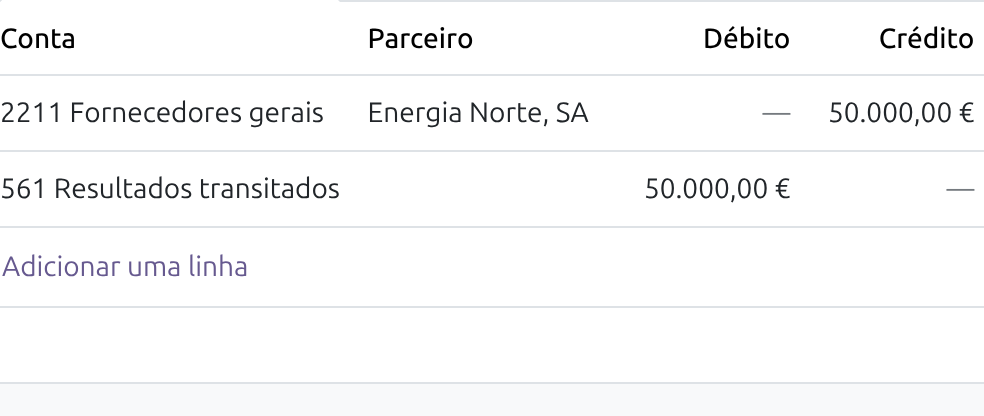 Conta Parceiro Débito Crédito
2211 Fornecedores gerais Energia Norte, SA — 50.000,00 €
561 Resultados transitados 50.000,00 € —
Adicionar uma linha